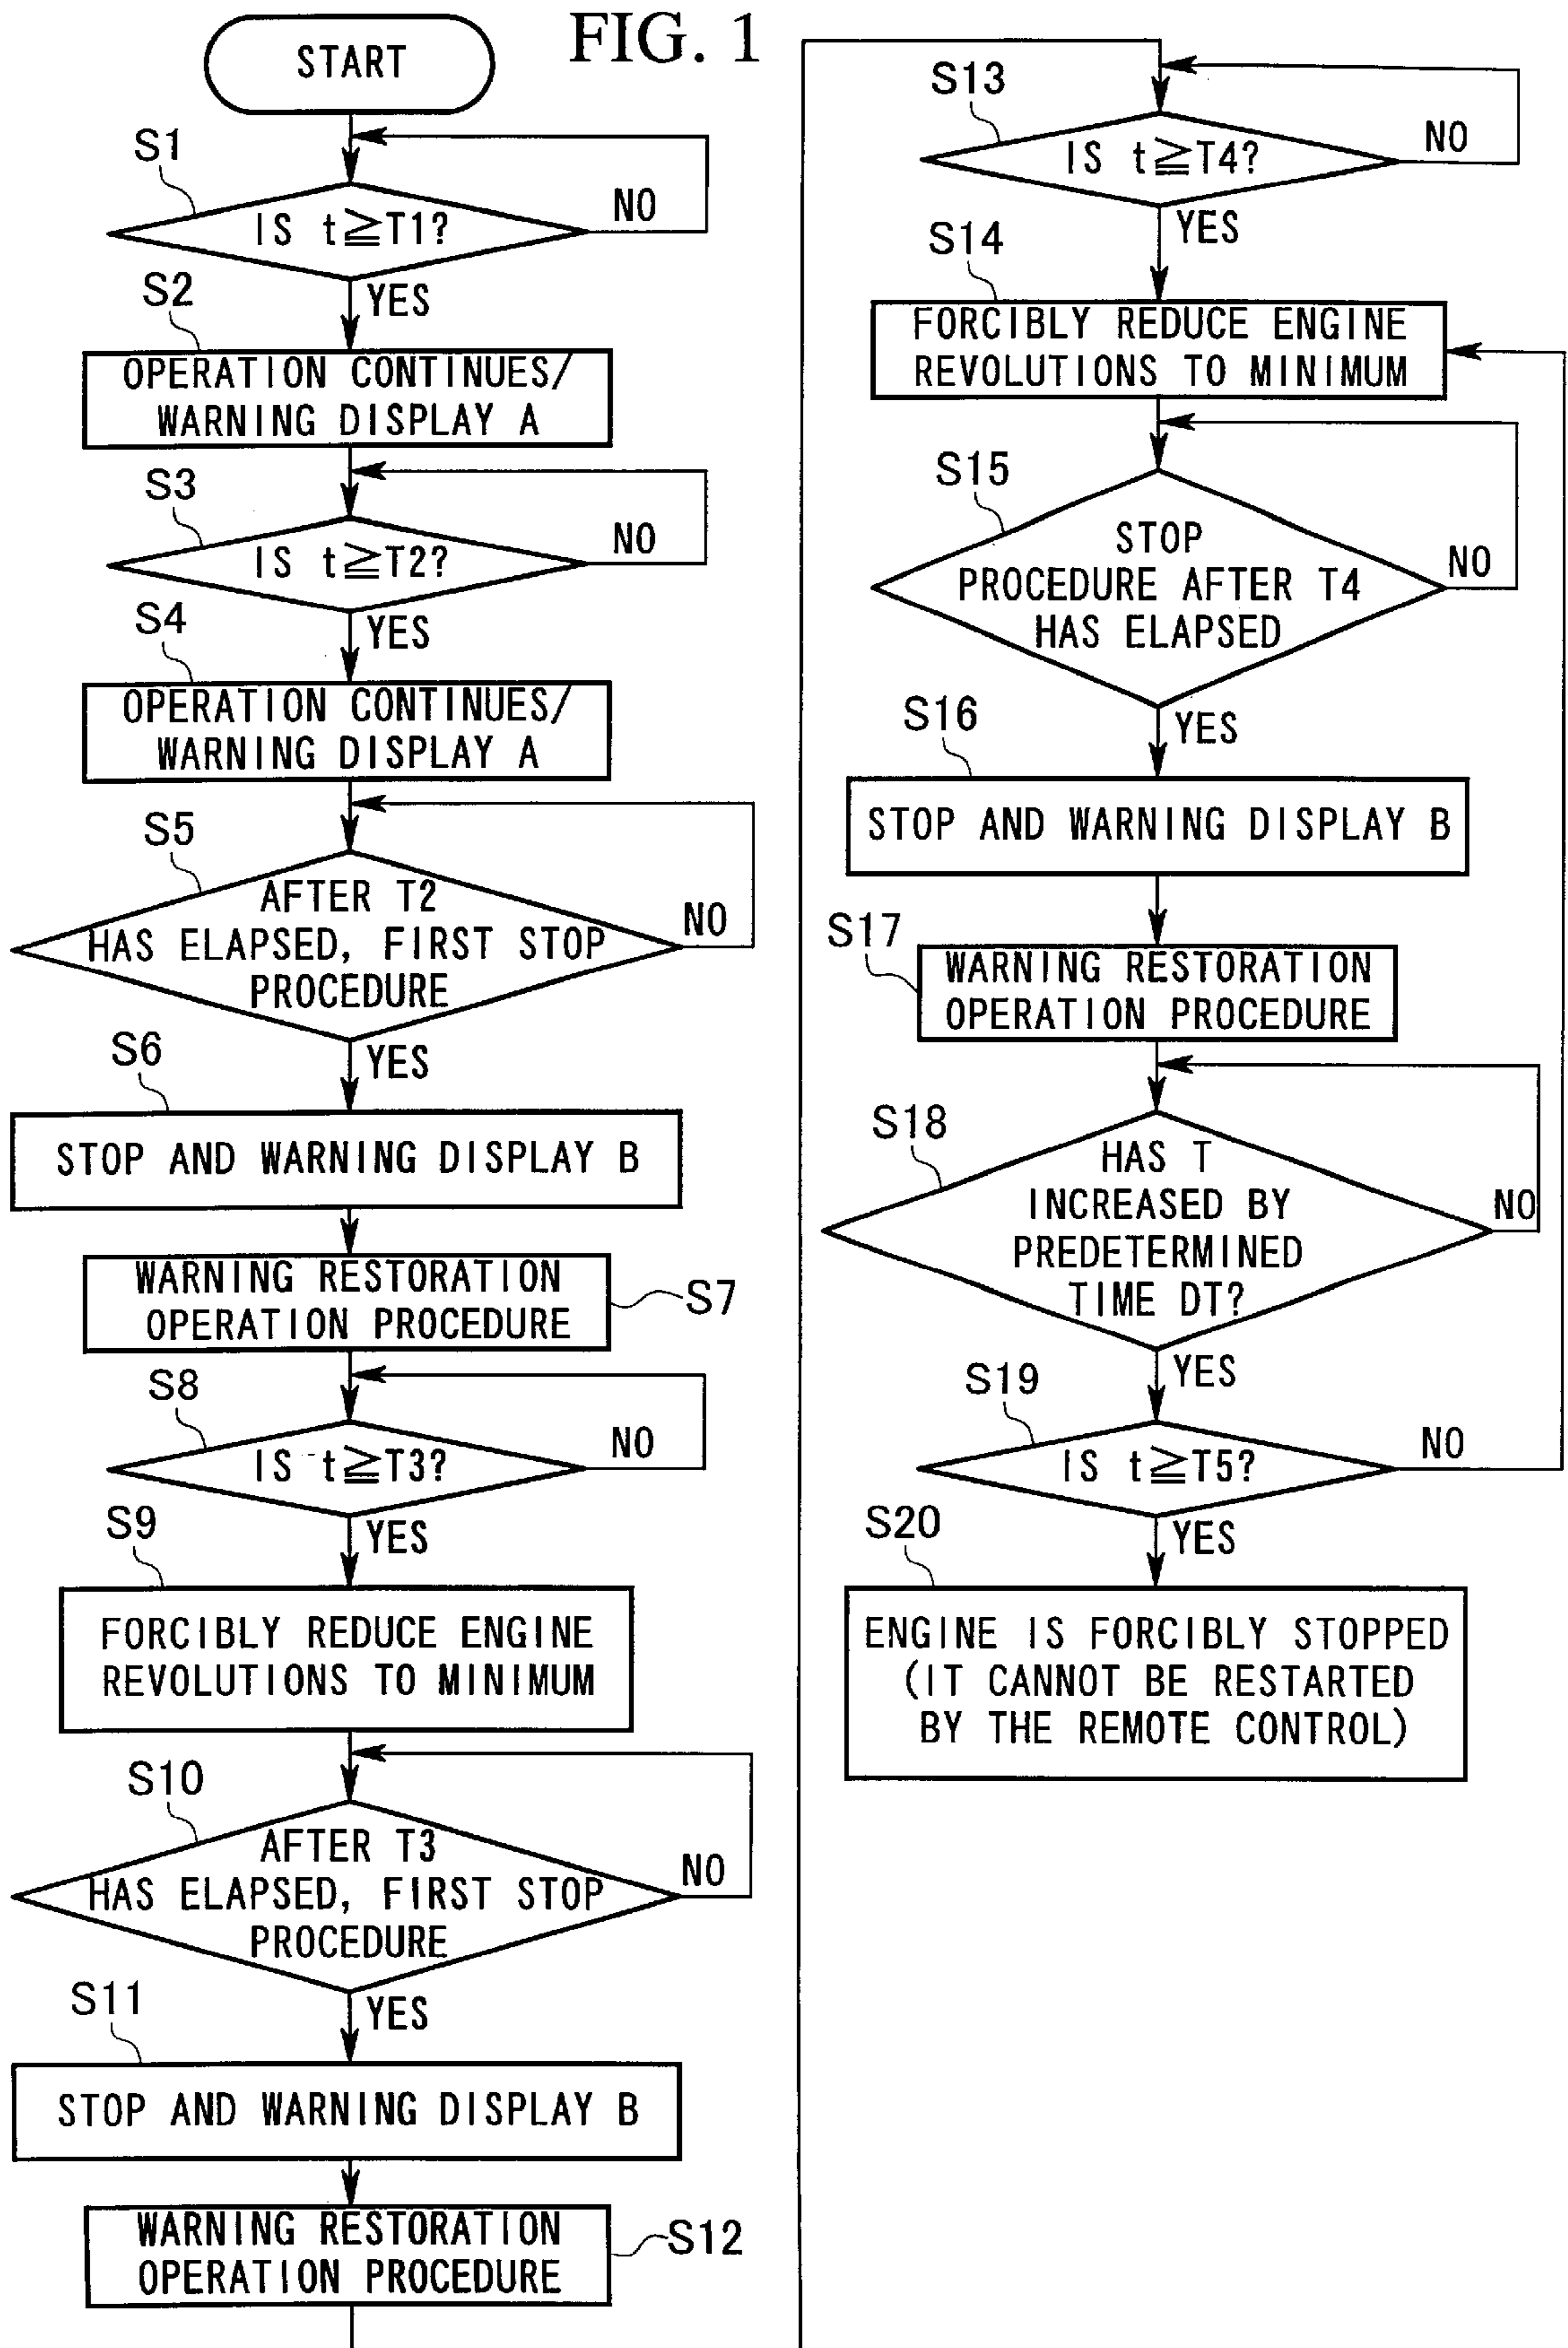 FIG. 1
START
S1
IS t≧T1?
NO
YES
S2
OPERATION CONTINUES/
WARNING DISPLAY A
S3
IS t≧T2?
NO
YES
S4
OPERATION CONTINUES/
WARNING DISPLAY A
S5
AFTER T2
HAS ELAPSED, FIRST STOP
PROCEDURE
NO
YES
S6
STOP AND WARNING DISPLAY B
WARNING RESTORATION
OPERATION PROCEDURE
S7
S8
IS t≧T3?
NO
YES
S9
FORCIBLY REDUCE ENGINE
REVOLUTIONS TO MINIMUM
S10
AFTER T3
HAS ELAPSED, FIRST STOP
PROCEDURE
NO
YES
S11
STOP AND WARNING DISPLAY B
WARNING RESTORATION
OPERATION PROCEDURE
S12
S13
IS t≧T4?
NO
YES
S14
FORCIBLY REDUCE ENGINE
REVOLUTIONS TO MINIMUM
S15
STOP
PROCEDURE AFTER T4
HAS ELAPSED
NO
YES
S16
STOP AND WARNING DISPLAY B
S17
WARNING RESTORATION
OPERATION PROCEDURE
S18
HAS T
INCREASED BY
PREDETERMINED
TIME DT?
NO
YES
S19
IS t≧T5?
NO
YES
S20
ENGINE IS FORCIBLY STOPPED
(IT CANNOT BE RESTARTED
BY THE REMOTE CONTROL)